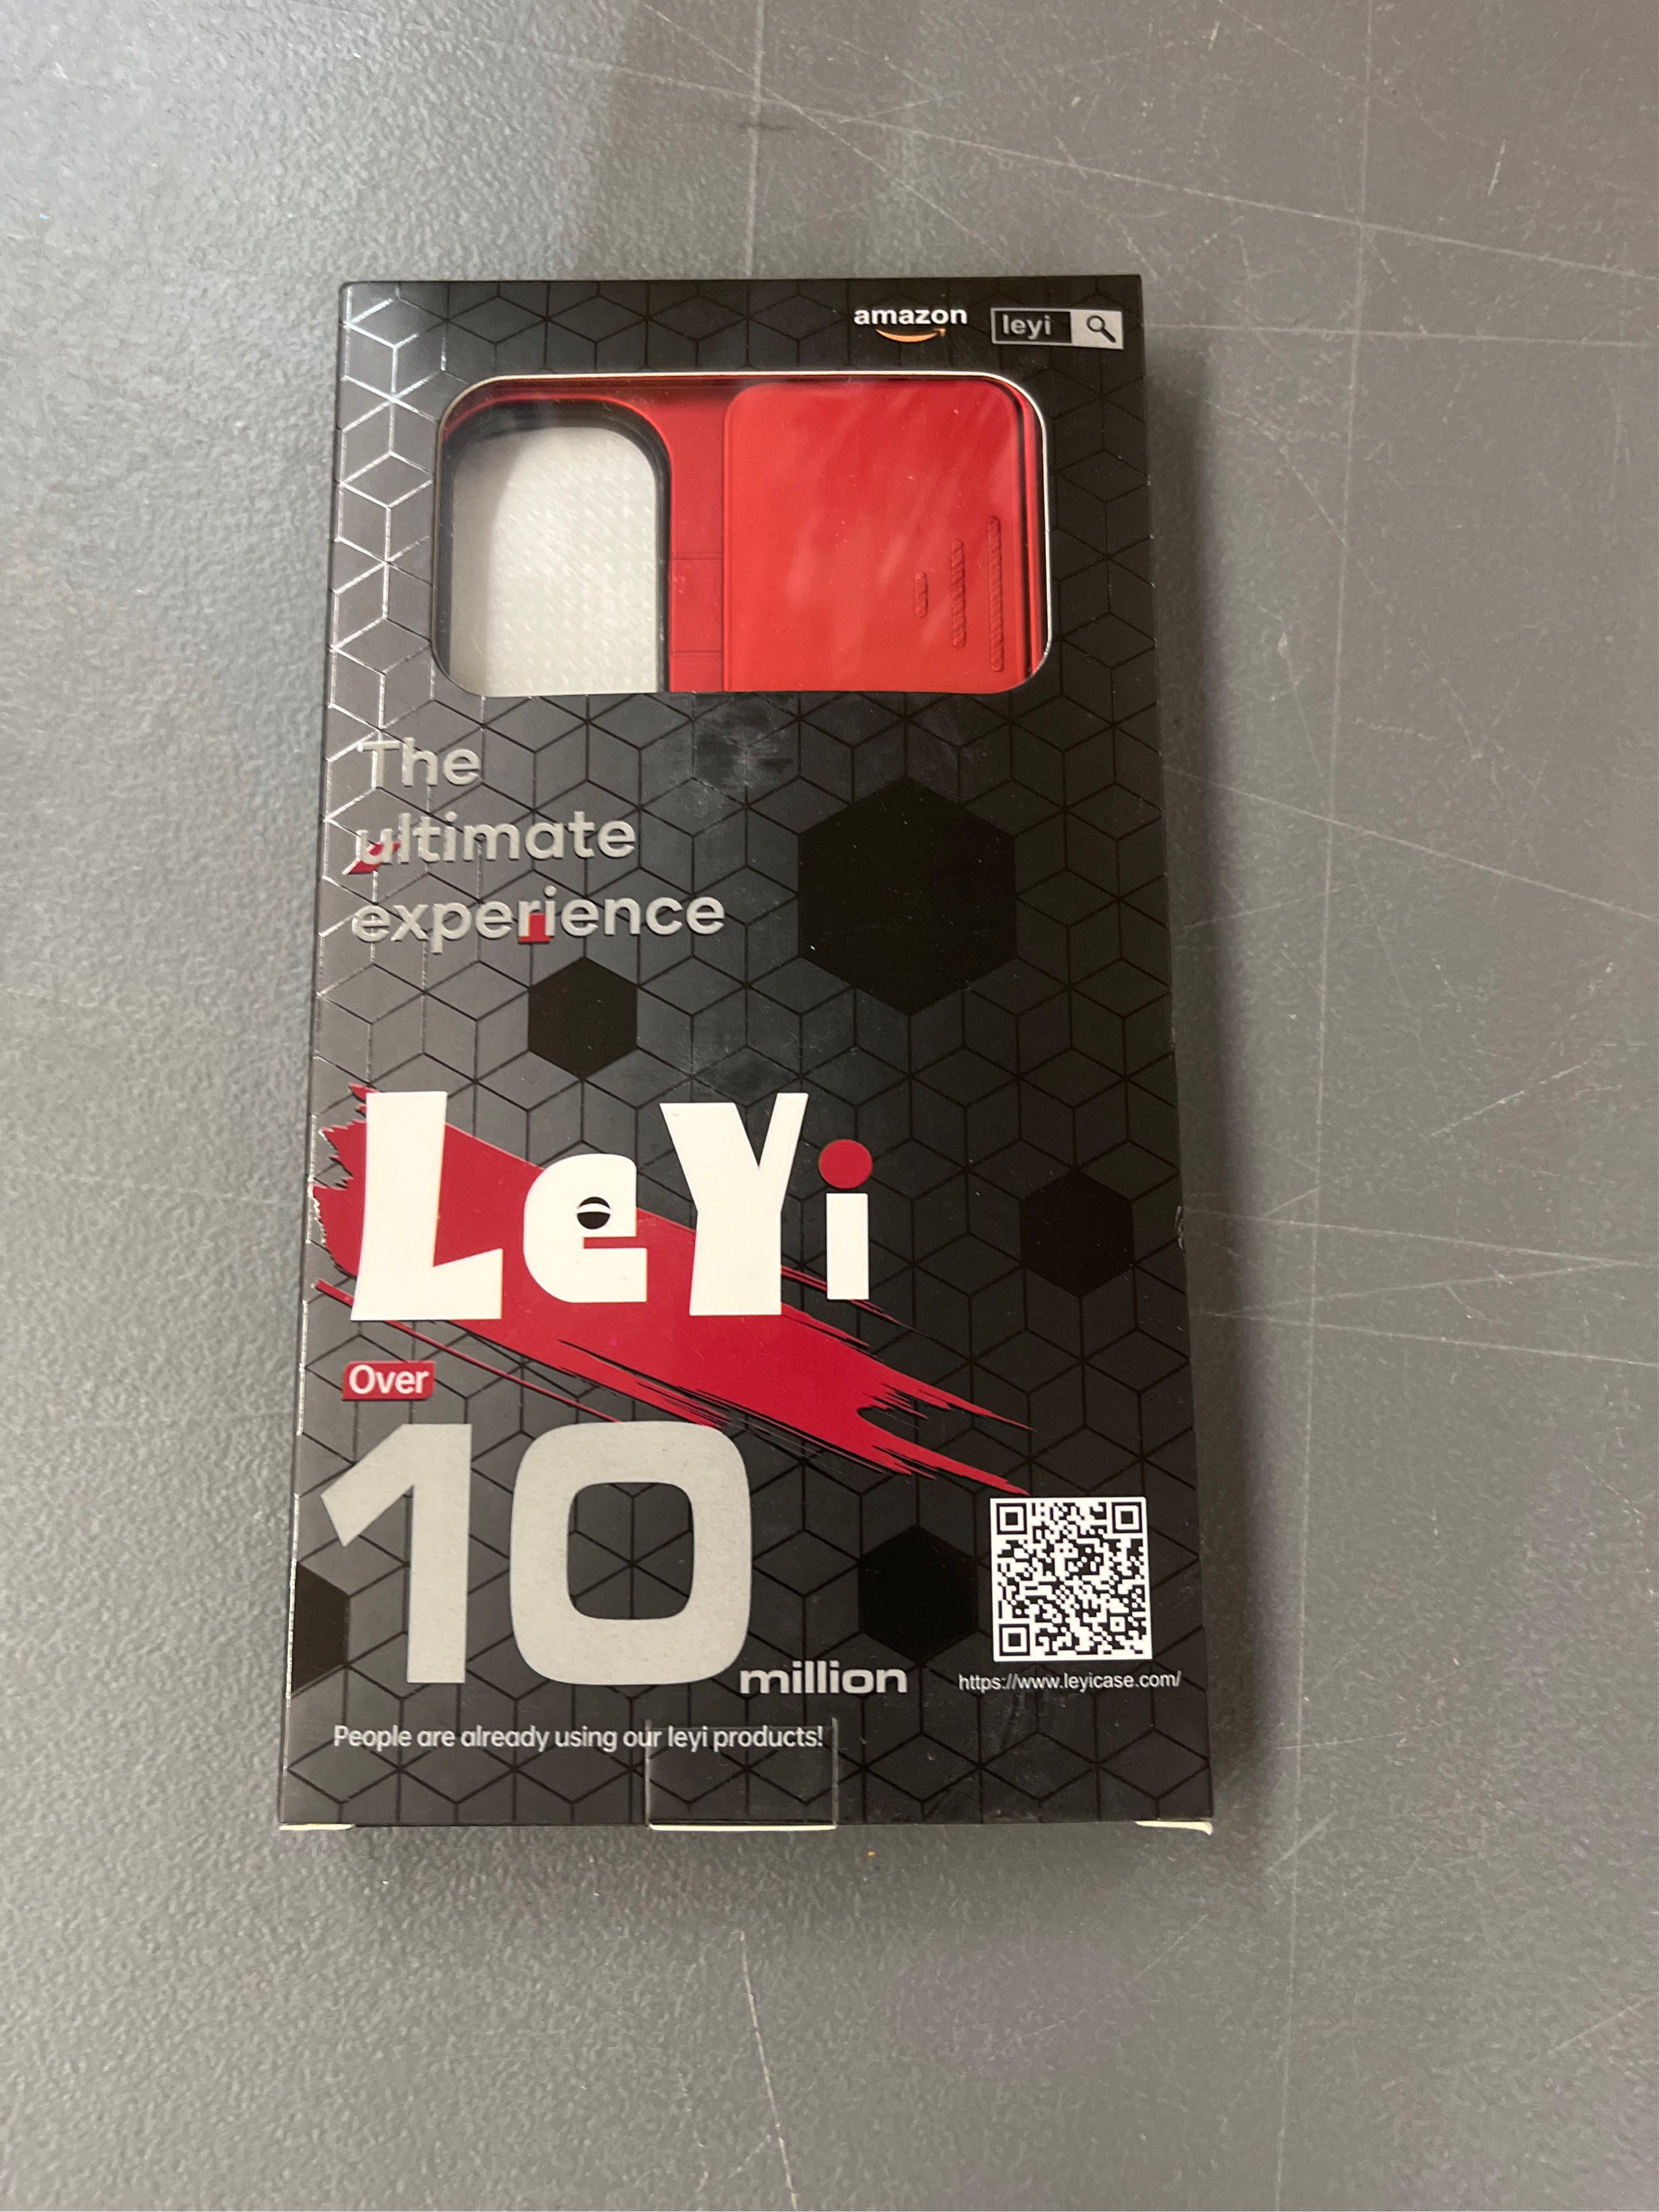 amazon leyi
The
ultimate
experience
LeYi
Over
10 million
https://www.leyicase.com/
People are already using our leyi products!